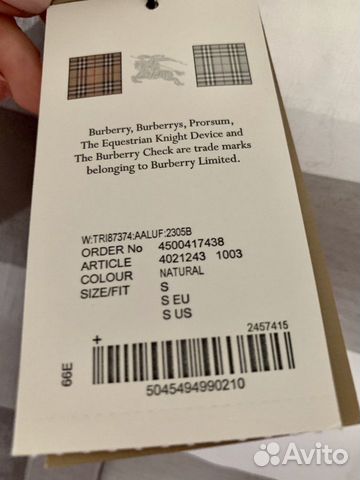 Burberry, Burberrys, Prorsum,
The Equestrian Knight Device and
The Burberry Check are trade marks
belonging to Burberry Limited.
W:TRI87374:AALUF:2305B
ORDER No 4500417438
ARTICLE 4021243 1003
COLOUR NATURAL
SIZE/FIT S
S EU
S US
2457415
+
66E
5045494990210
Avito